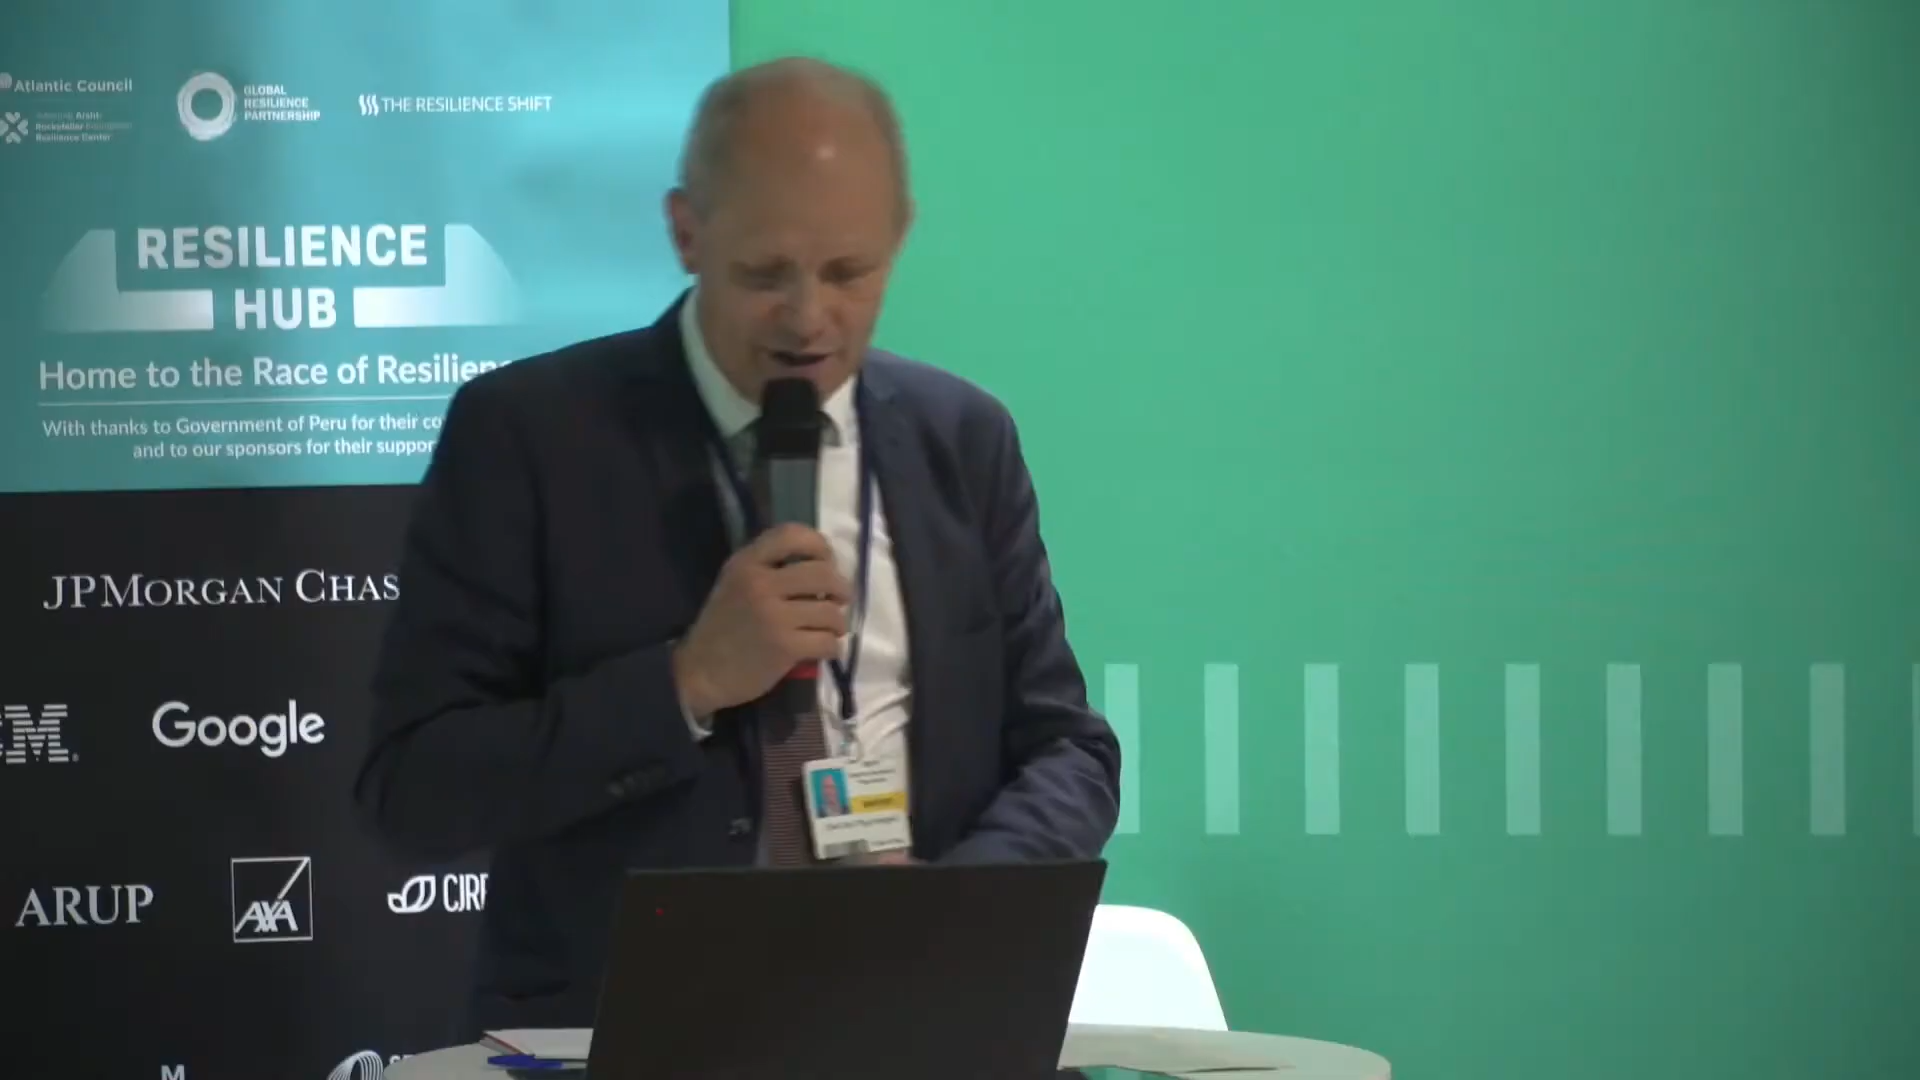 Atlantic Council
Resilience Center
GLOBAL
RESILIENCE
PARTNERSHIP
THE RESILIENCE SHIFT
RESILIENCE
HUB
Home to the Race of Resilienc
With thanks to Government of Peru for their co
and to our sponsors for their suppor
JPMORGAN CHAS
Google
ARUP
AXA
CJRF
M